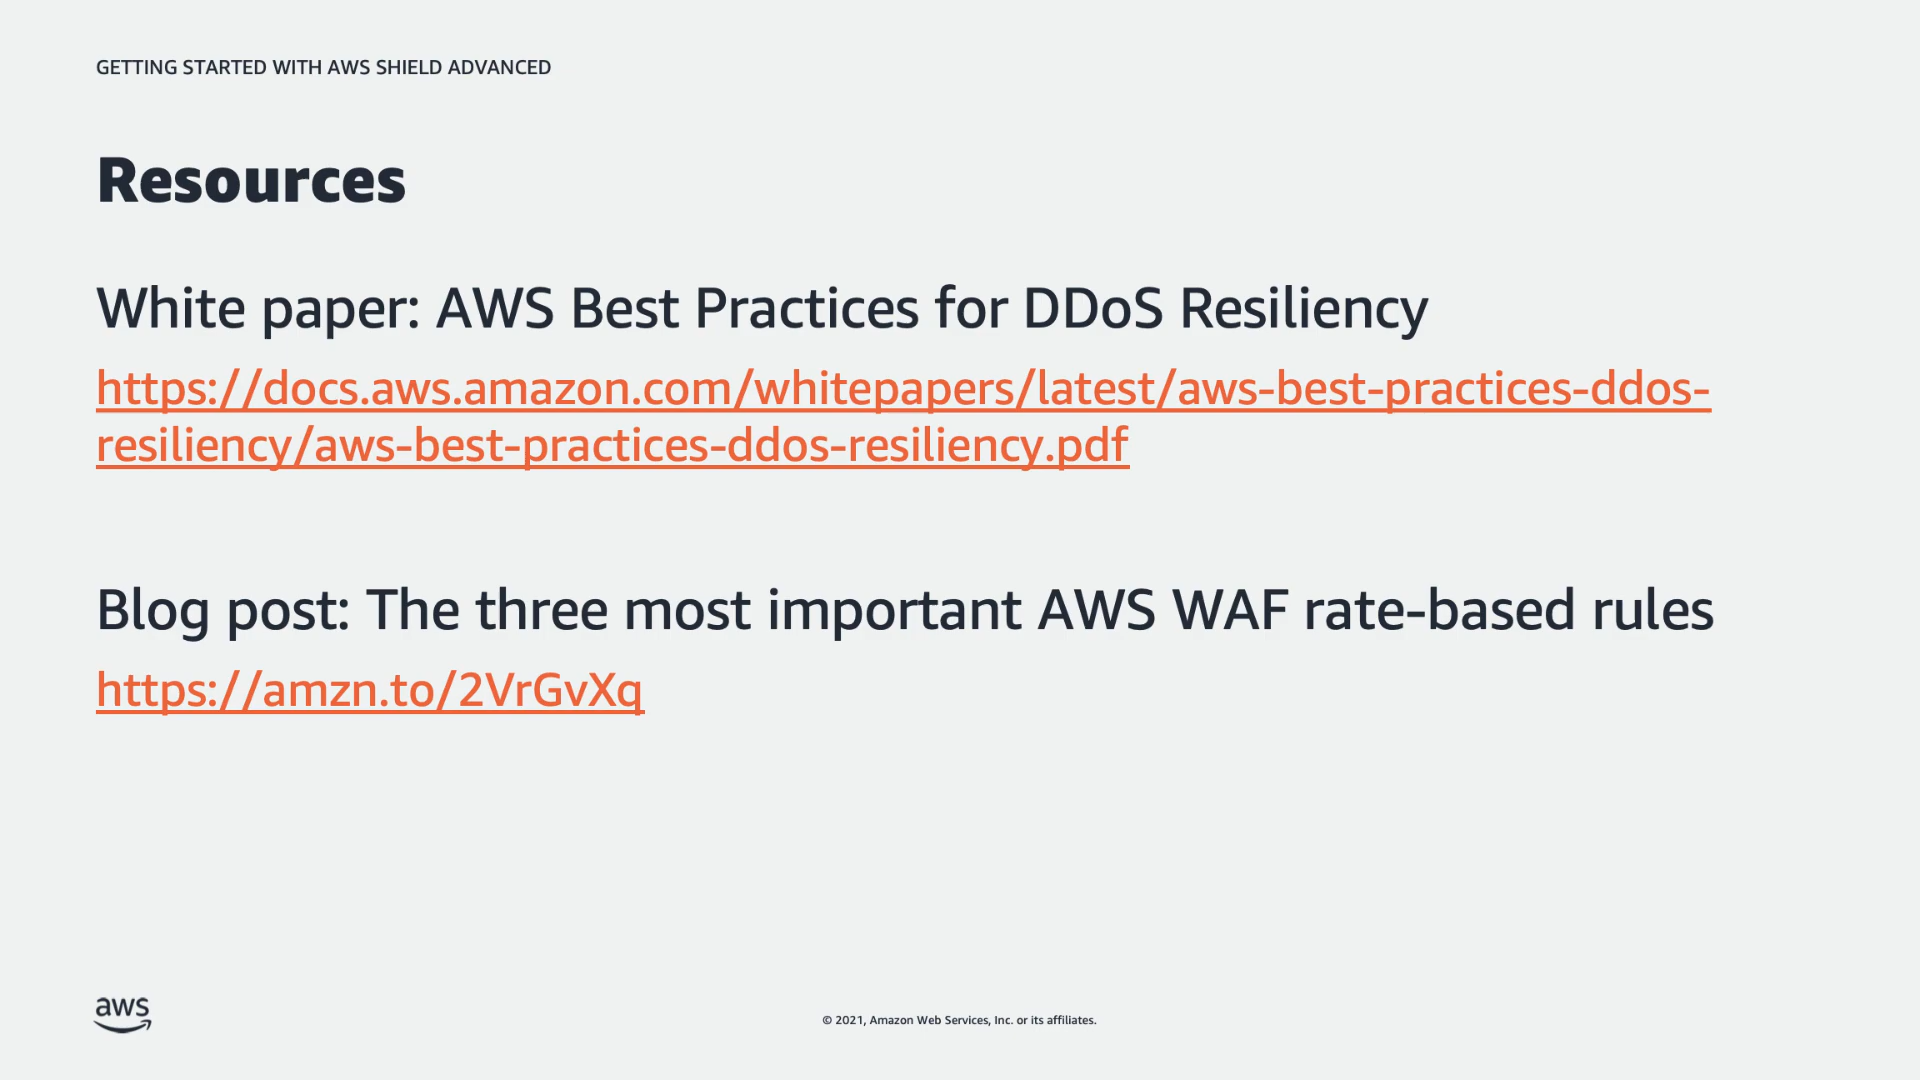 GETTING STARTED WITH AWS SHIELD ADVANCED
Resources
White paper: AWS Best Practices for DDoS Resiliency
https://docs.aws.amazon.com/whitepapers/latest/aws-best-practices-ddos-
resiliency/aws-best-practices-ddos-resiliency.pdf
Blog post: The three most important AWS WAF rate-based rules
https://amzn.to/2VrGvXq
aws
© 2021, Amazon Web Services, Inc. or its affiliates.